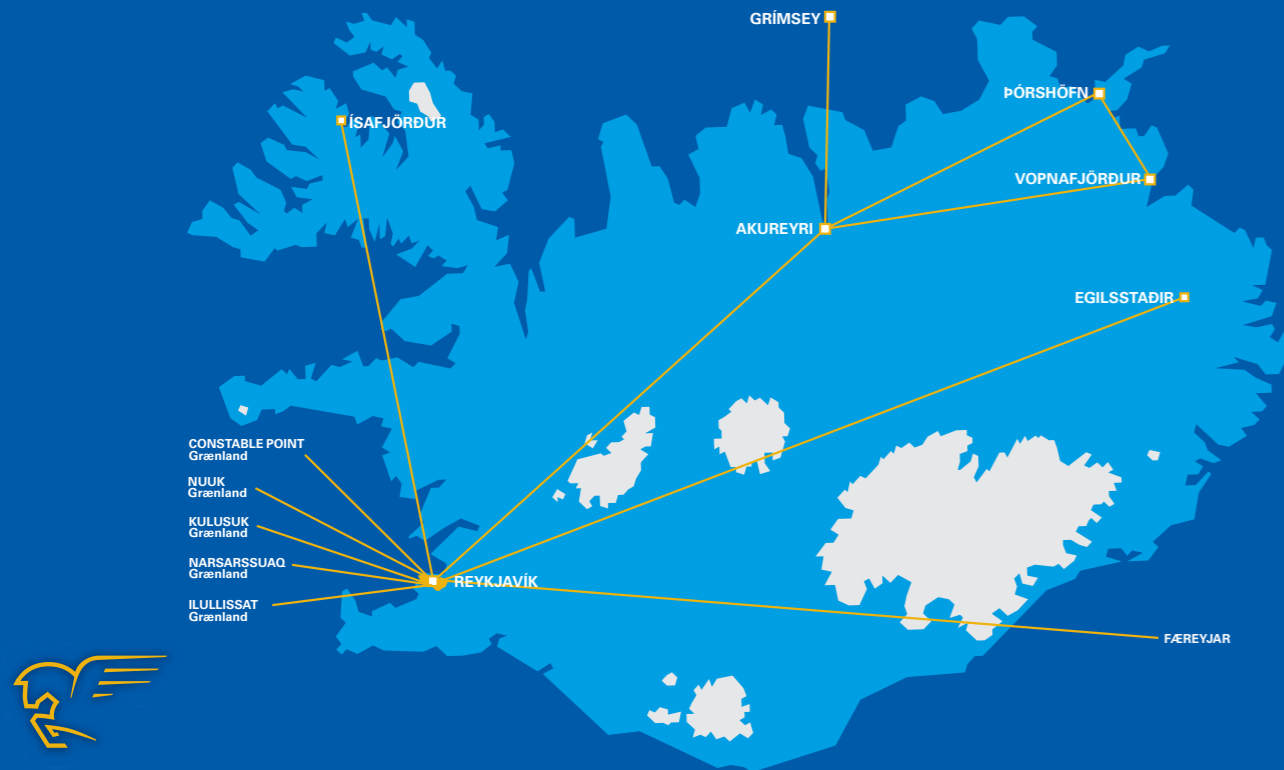 GRÍMSEY
ÞÓRSHÖFN
ÍSAFJÖRÐUR
VOPNAFJÖRÐUR
AKUREYRI
EGILSSTAÐIR
CONSTABLE POINT
Grænland
NUUK
Grænland
KULUSUK
Grænland
NARSARSSUAQ
Grænland
REYKJAVÍK
ILULLISSAT
Grænland
FÆREYJAR